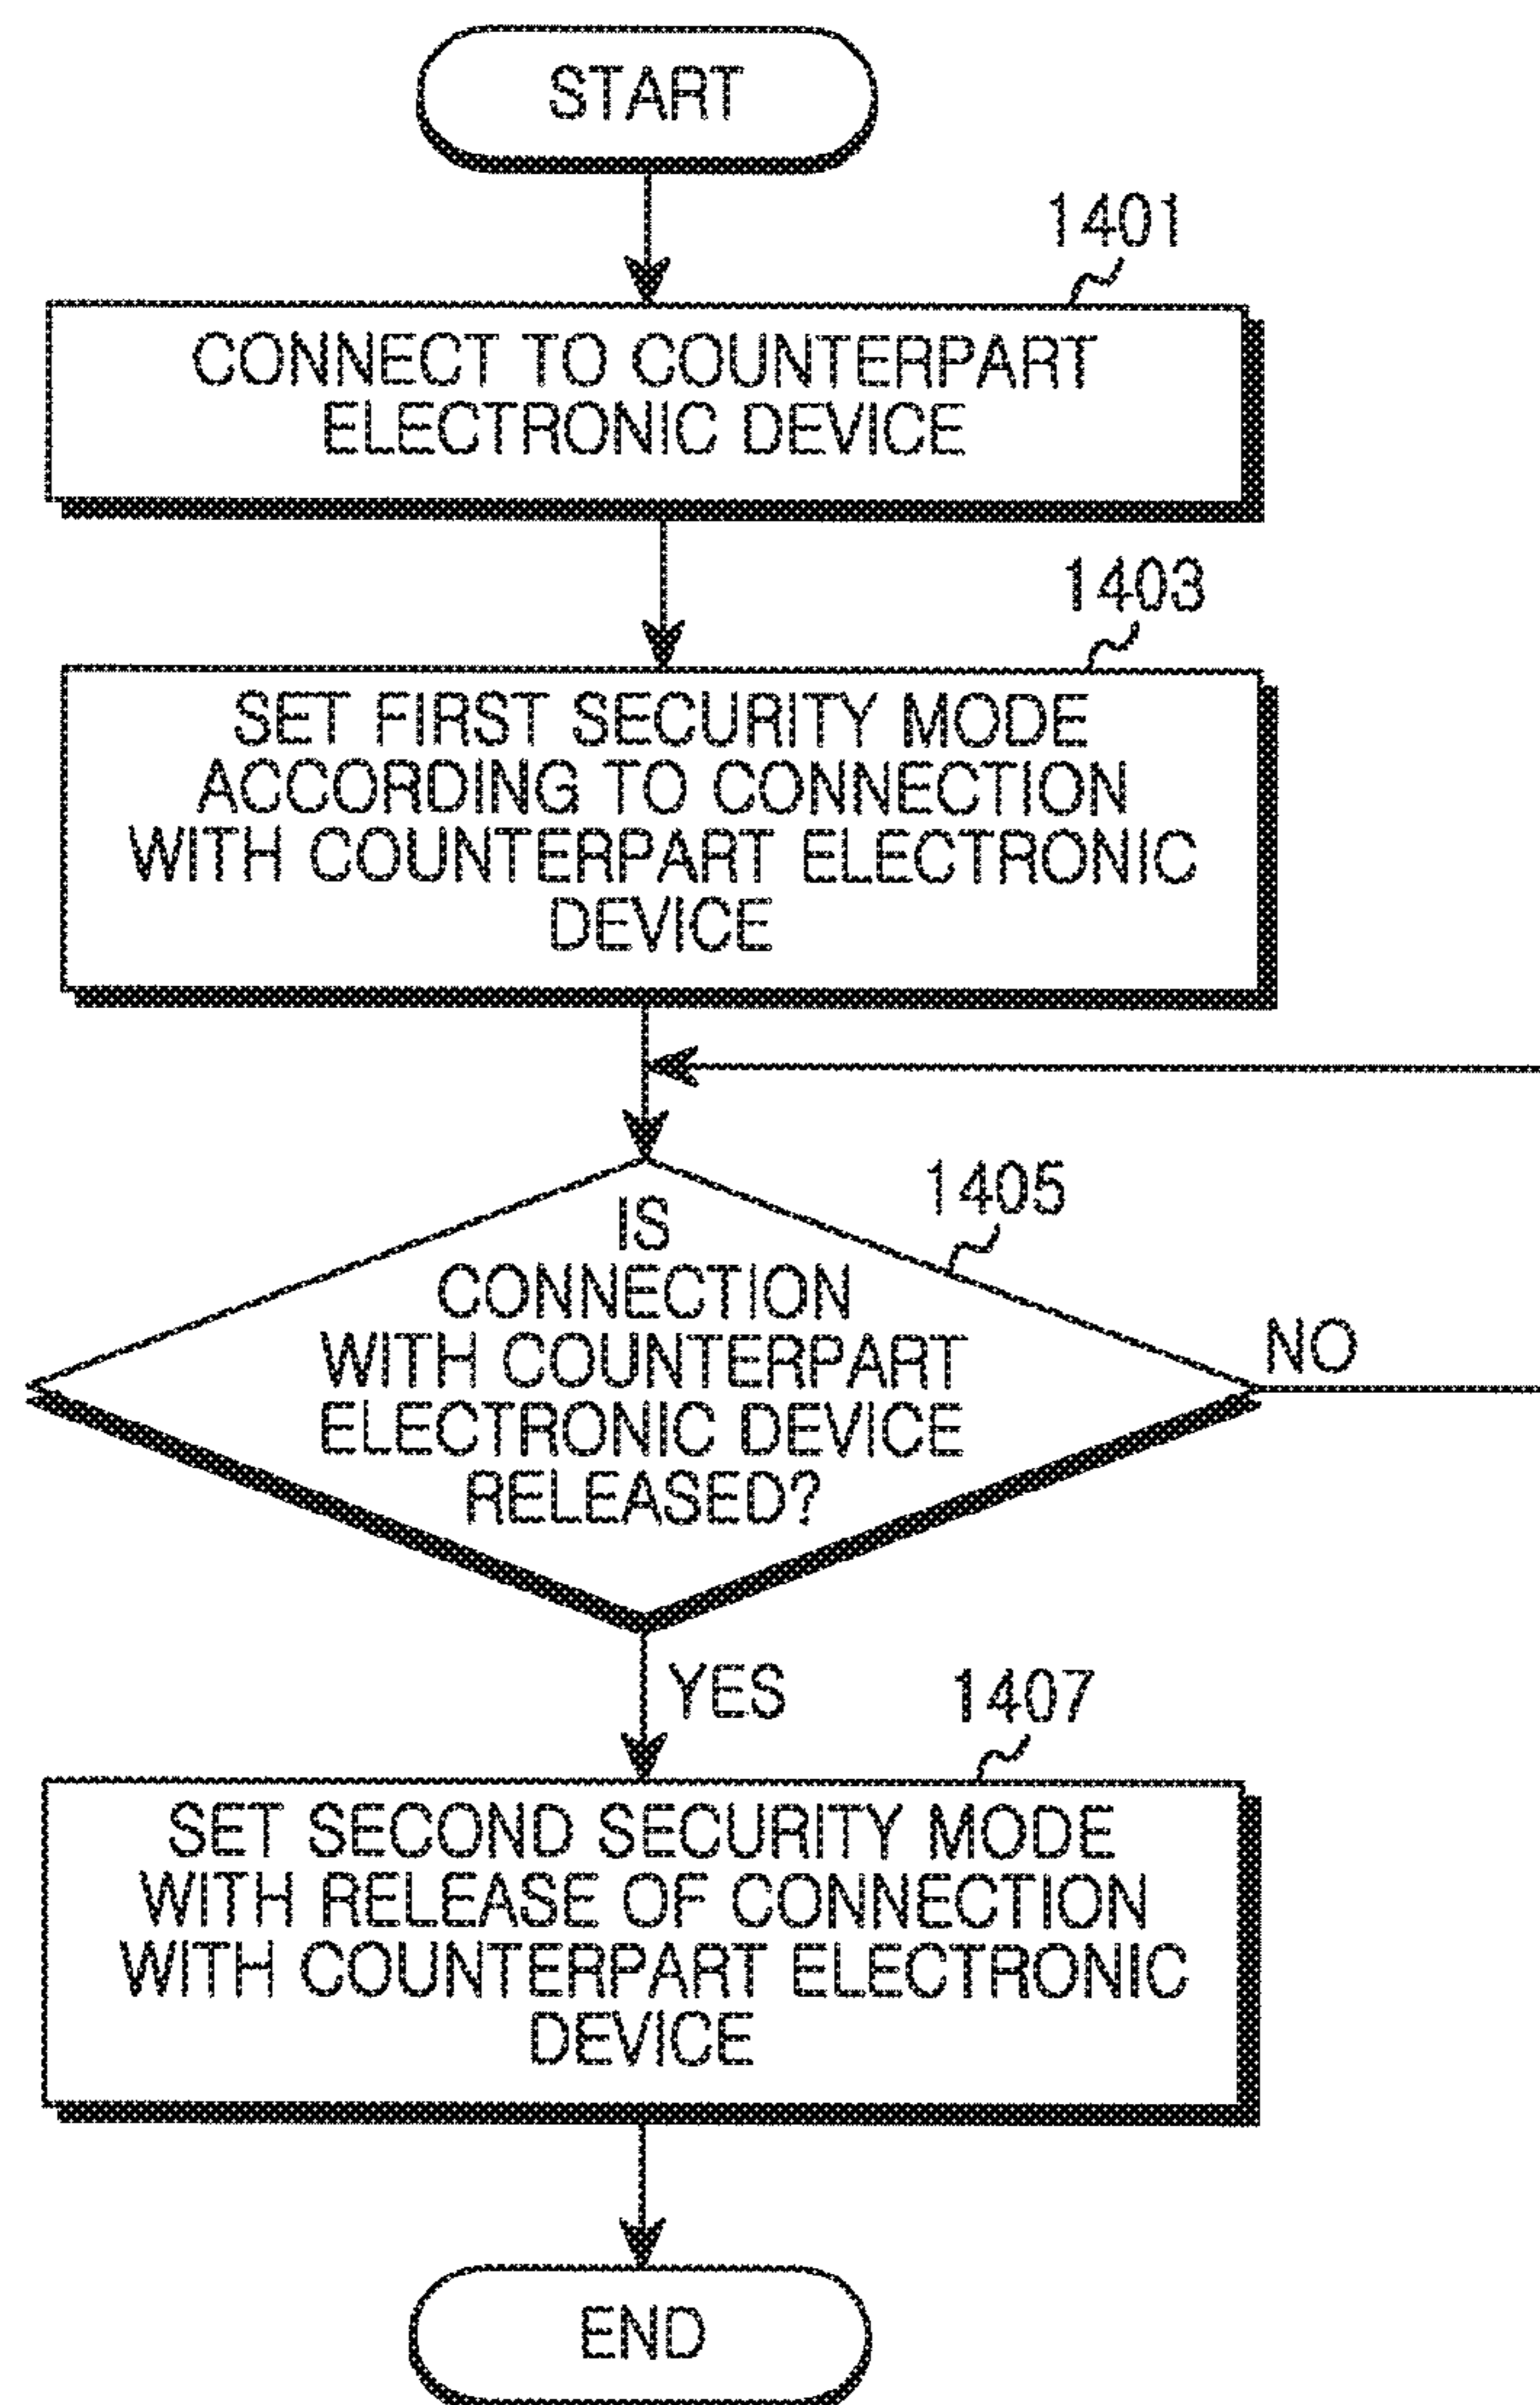 START
1401
CONNECT TO COUNTERPART
ELECTRONIC DEVICE
1403
SET FIRST SECURITY MODE
ACCORDING TO CONNECTION
WITH COUNTERPART ELECTRONIC
DEVICE
1405
IS
CONNECTION
WITH COUNTERPART
ELECTRONIC DEVICE
RELEASED?
NO
YES
1407
SET SECOND SECURITY MODE
WITH RELEASE OF CONNECTION
WITH COUNTERPART ELECTRONIC
DEVICE
END